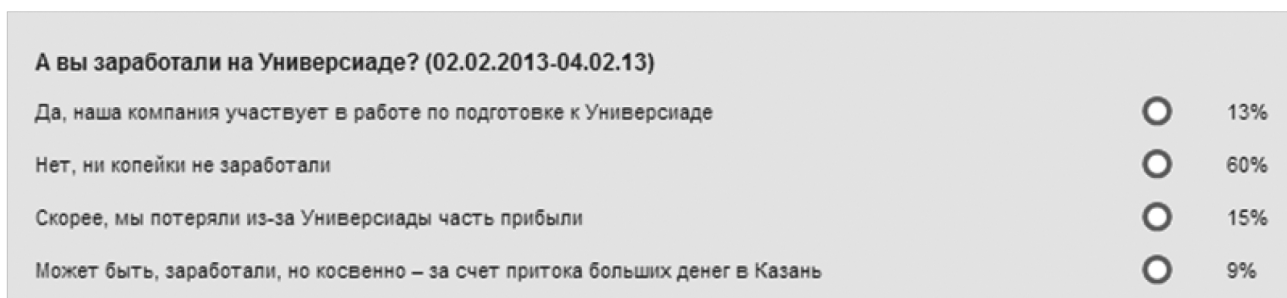 А вы заработали на Универсиаде? (02.02.2013-04.02.13)
Да, наша компания участвует в работе по подготовке к Универсиаде 13%
Нет, ни копейки не заработали 60%
Скорее, мы потеряли из-за Универсиады часть прибыли 15%
Может быть, заработали, но косвенно – за счет притока больших денег в Казань 9%